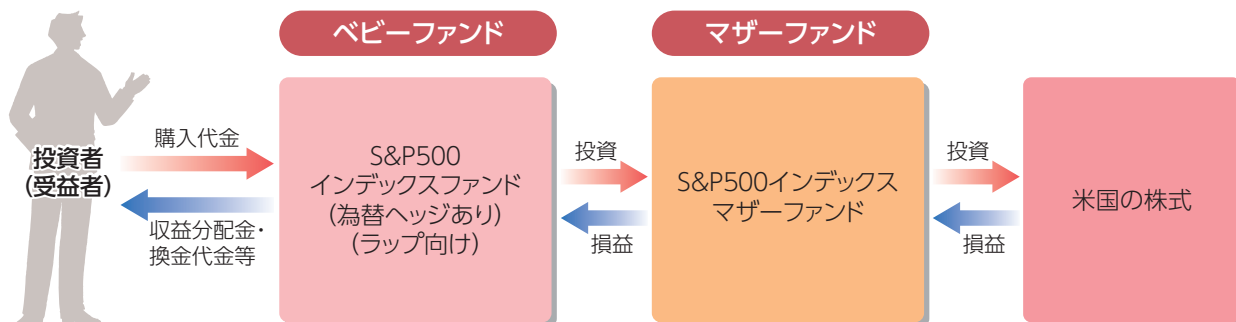 ベビーファンド
マザーファンド
投資者
(受益者)
購入代金
収益分配金・
換金代金等
S&P500
インデックスファンド
(為替ヘッジあり)
(ラップ向け)
投資
損益
S&P500インデックス
マザーファンド
投資
損益
米国の株式